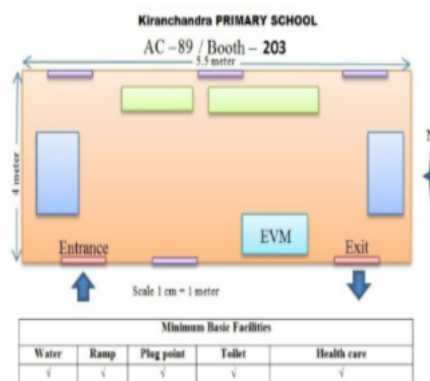 Kiranchandra PRIMARY SCHOOL
AC –89 / Booth – 203
5.5 meter
4 meter
N
EVM
Entrance
Exit
Scale 1 cm = 1 meter
Minimum Basic Facilities
Water Ramp Plug point Toilet Health care
√ √ √ √ √